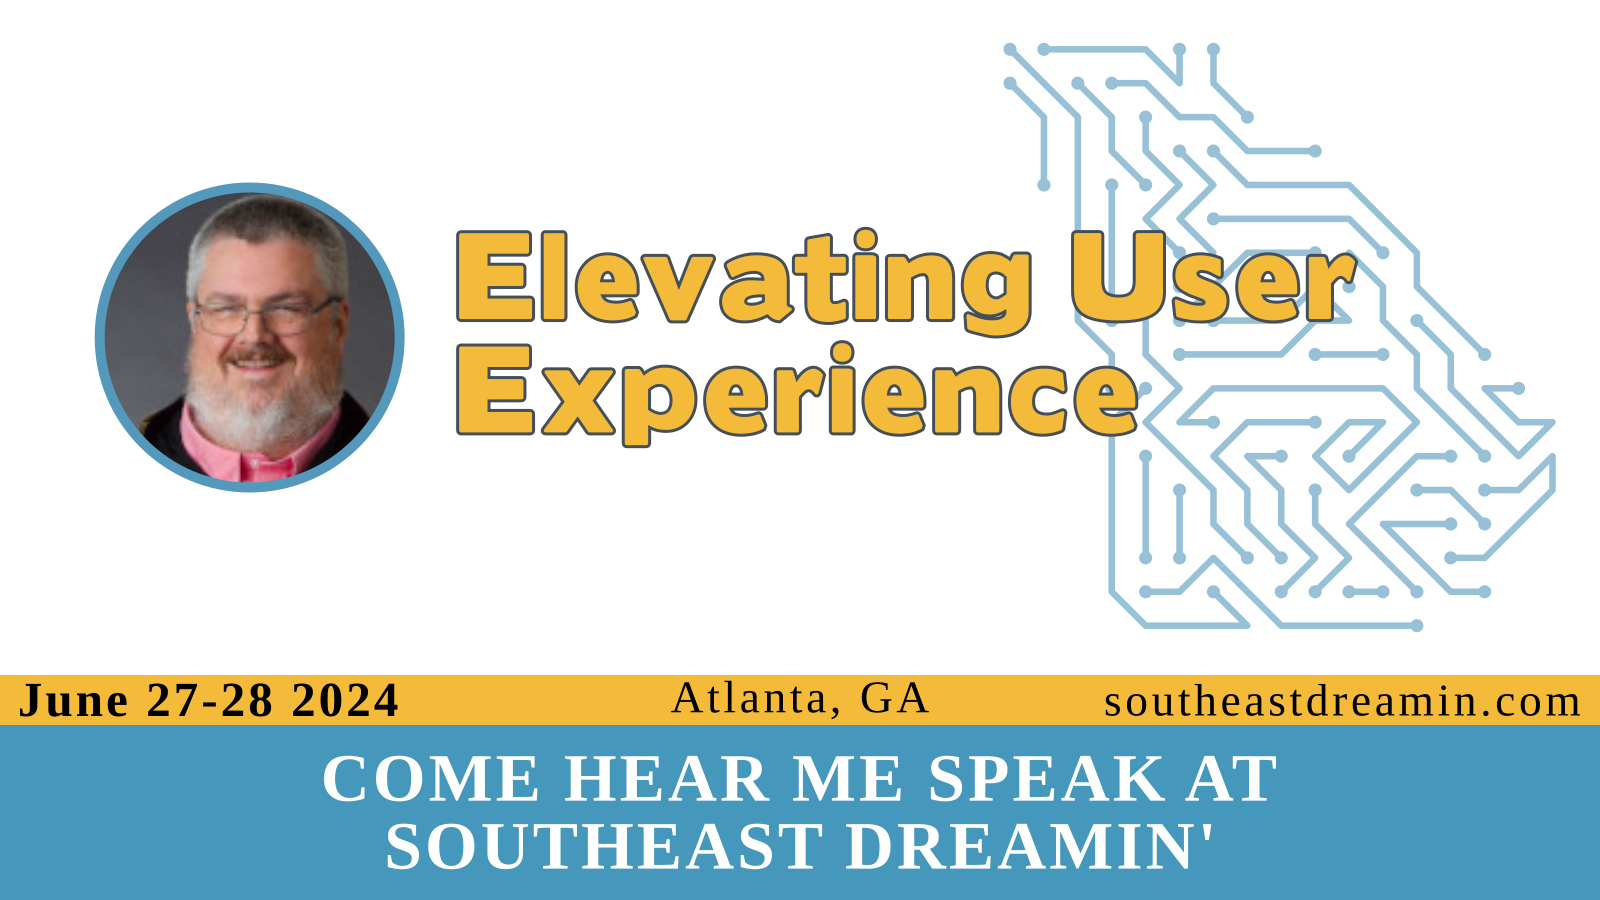 Elevating User
Experience
June 27-28 2024
Atlanta, GA
southeastdreamin.com
COME HEAR ME SPEAK AT
SOUTHEAST DREAMIN'